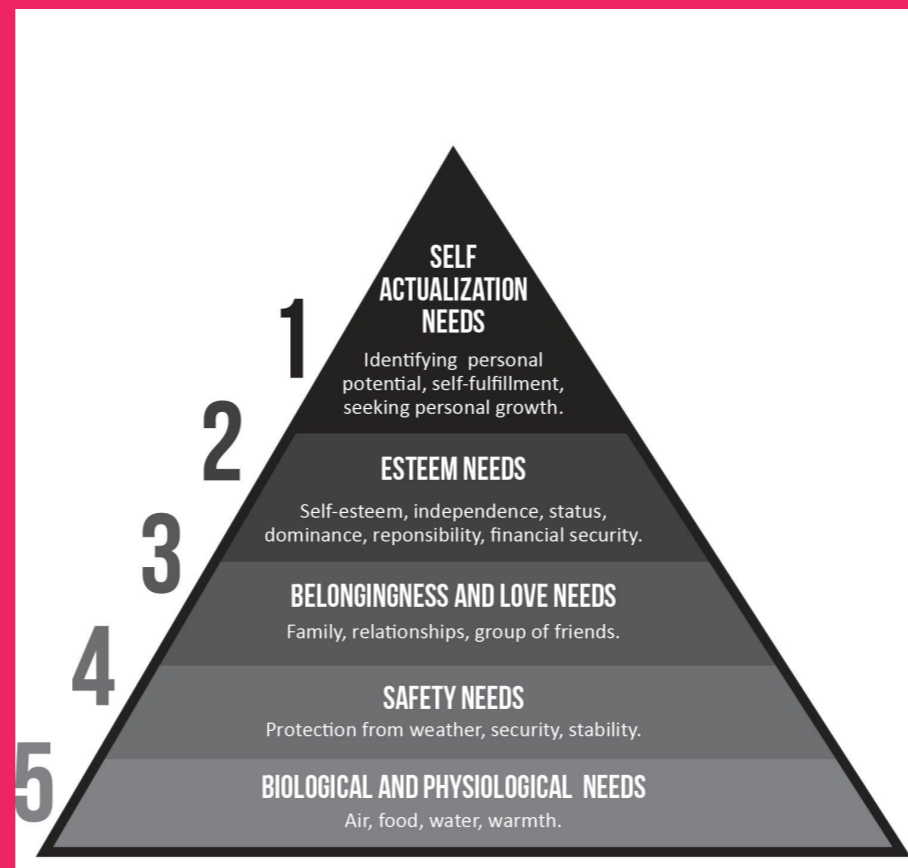 1
SELF
ACTUALIZATION
NEEDS
Identifying personal
potential, self-fulfillment,
seeking personal growth.
2
ESTEEM NEEDS
Self-esteem, independence, status,
dominance, reponsibility, financial security.
3
BELONGINGNESS AND LOVE NEEDS
Family, relationships, group of friends.
4
SAFETY NEEDS
Protection from weather, security, stability.
5
BIOLOGICAL AND PHYSIOLOGICAL NEEDS
Air, food, water, warmth.